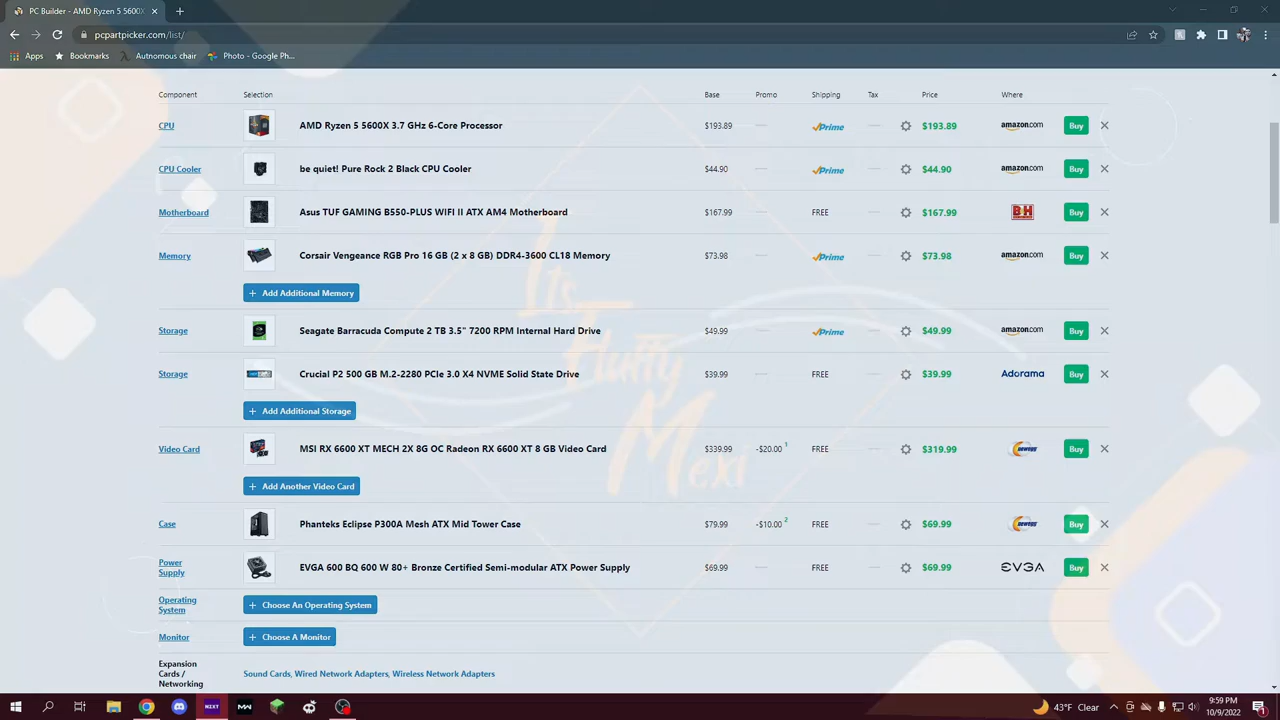 PC Builder: AMD Ryzen 5 5600X
pcpartpicker.com/list/
Apps Bookmarks Autnomous chair Photo - Google Ph...
Component Selection Base Promo Shipping Tax Price Where
CPU AMD Ryzen 5 5600X 3.7 GHz 6-Core Processor $193.89 Prime $193.89 amazon.com Buy
CPU Cooler be quiet! Pure Rock 2 Black CPU Cooler $44.90 Prime $44.90 amazon.com Buy
Motherboard Asus TUF GAMING B550-PLUS WIFI II ATX AM4 Motherboard $167.99 FREE $167.99 BH Buy
Memory Corsair Vengeance RGB Pro 16 GB (2 x 8 GB) DDR4-3600 CL18 Memory $73.98 Prime $73.98 amazon.com Buy
+ Add Additional Memory
Storage Seagate Barracuda Compute 2 TB 3.5" 7200 RPM Internal Hard Drive $49.99 Prime $49.99 amazon.com Buy
Storage Crucial P2 500 GB M.2-2280 PCIe 3.0 X4 NVME Solid State Drive $39.99 FREE $39.99 Adorama Buy
+ Add Additional Storage
Video Card MSI RX 6600 XT MECH 2X 8G OC Radeon RX 6600 XT 8 GB Video Card $339.99 -$20.00 1 FREE $319.99 newegg Buy
+ Add Another Video Card
Case Phanteks Eclipse P300A Mesh ATX Mid Tower Case $79.99 -$10.00 2 FREE $69.99 newegg Buy
Power
Supply EVGA 600 BQ 600 W 80+ Bronze Certified Semi-modular ATX Power Supply $69.99 FREE $69.99 EVGA Buy
Operating
System + Choose An Operating System
Monitor + Choose A Monitor
Expansion
Cards /
Networking Sound Cards, Wired Network Adapters, Wireless Network Adapters
NZXT MW 43°F Clear 9:59 PM
10/9/2022